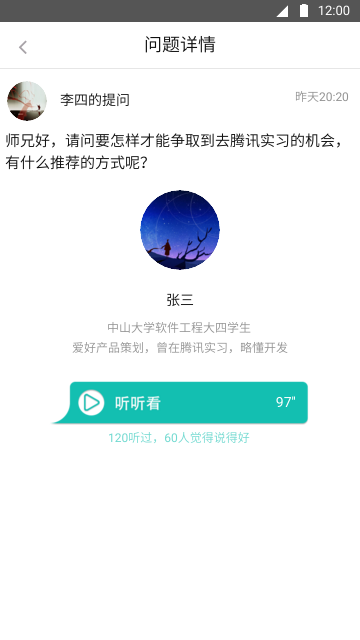 12:00
问题详情
李四的提问
昨天20:20
师兄好，请问要怎样才能争取到去腾讯实习的机会，
有什么推荐的方式呢？
张三
中山大学软件工程大四学生
爱好产品策划，曾在腾讯实习，略懂开发
听听看
97"
120听过，60人觉得说得好